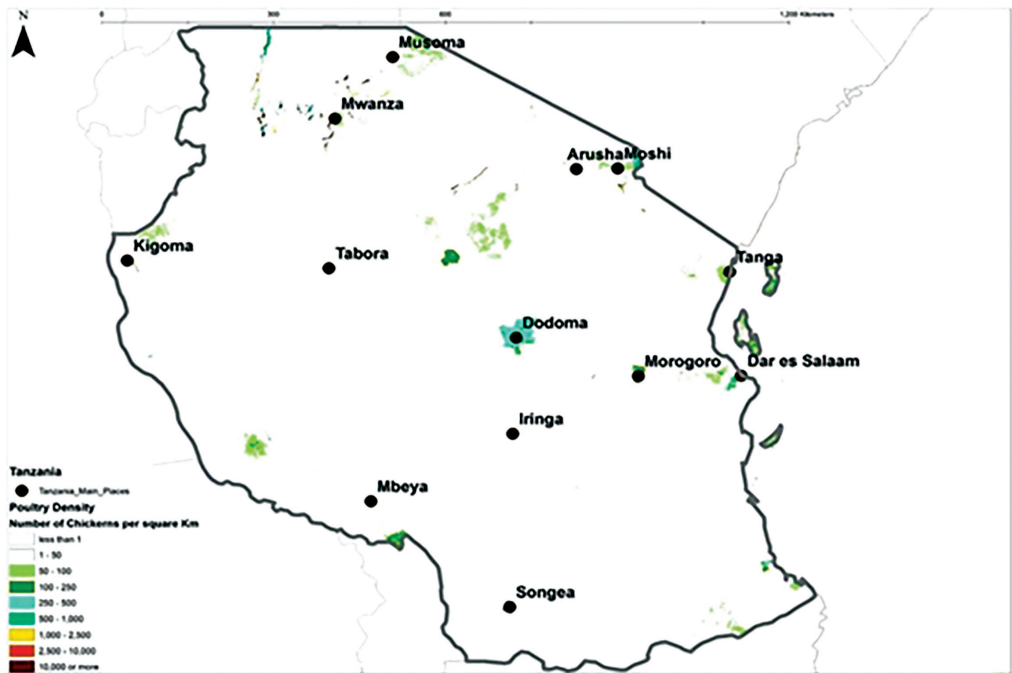 N
300
600
1,200 Kilometers
Musoma
Mwanza
Arusha
Moshi
Kigoma
Tabora
Tanga
Dodoma
Morogoro
Dar es Salaam
Iringa
Mbeya
Songea
Tanzania
Tanzania_Main_Places
Poultry Density
Number of Chickerns per square Km
less than 1
1 - 50
50 - 100
100 - 250
250 - 500
500 - 1,000
1,000 - 2,500
2,500 - 10,000
10,000 or more